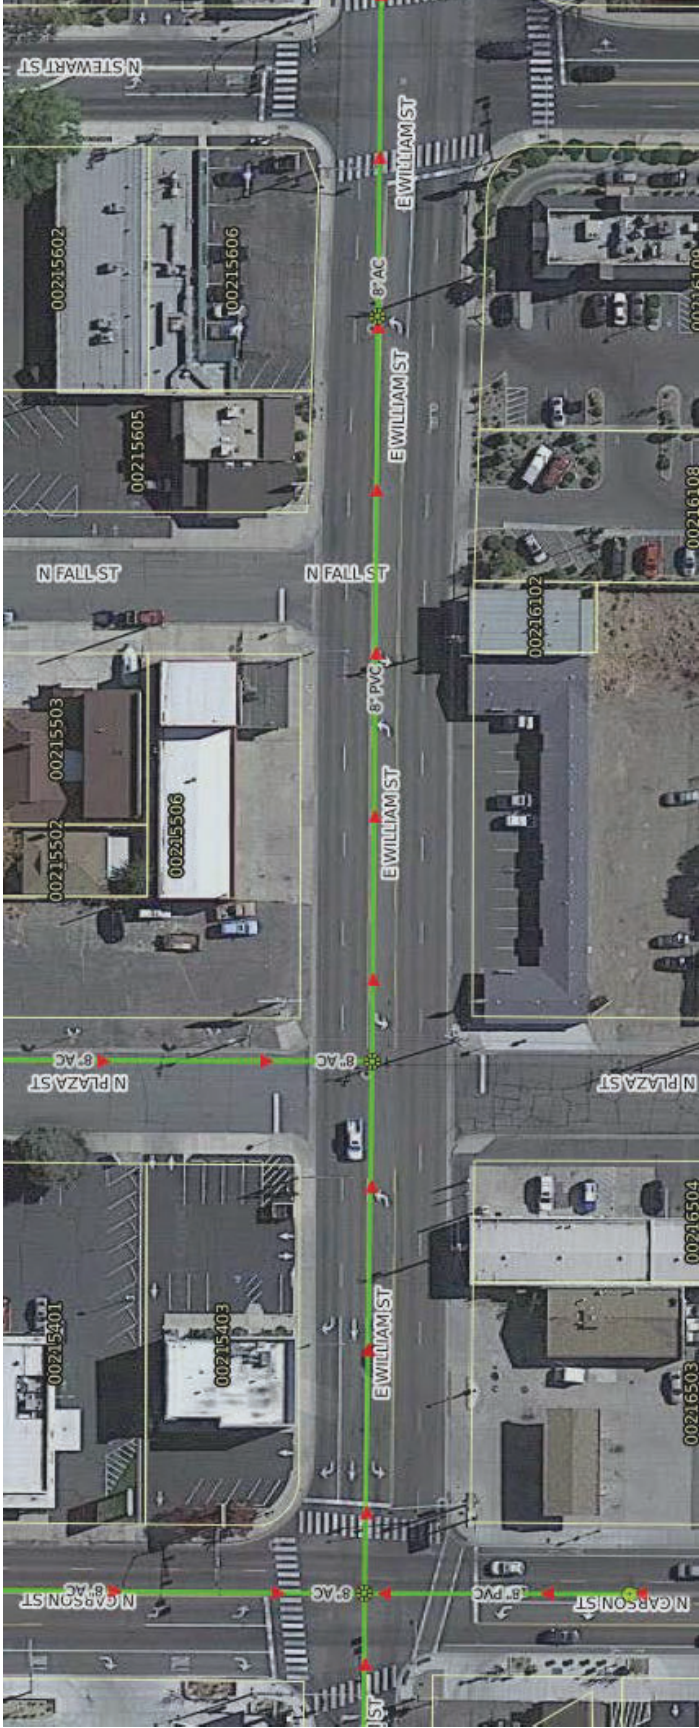 N STEWART ST
E WILLIAM ST
00215602
00215606
8" AC
E WILLIAM ST
00215605
00216108
N FALL ST
N FALL ST
00216102
8" PVC
00215503
E WILLIAM ST
00215506
00215502
8" AC
8" AC
N PLAZA ST
N PLAZA ST
00216504
E WILLIAM ST
00215401
00215403
00216503
8" AC
N CARSON ST
8" AC
18" PVC
N CARSON ST
ST